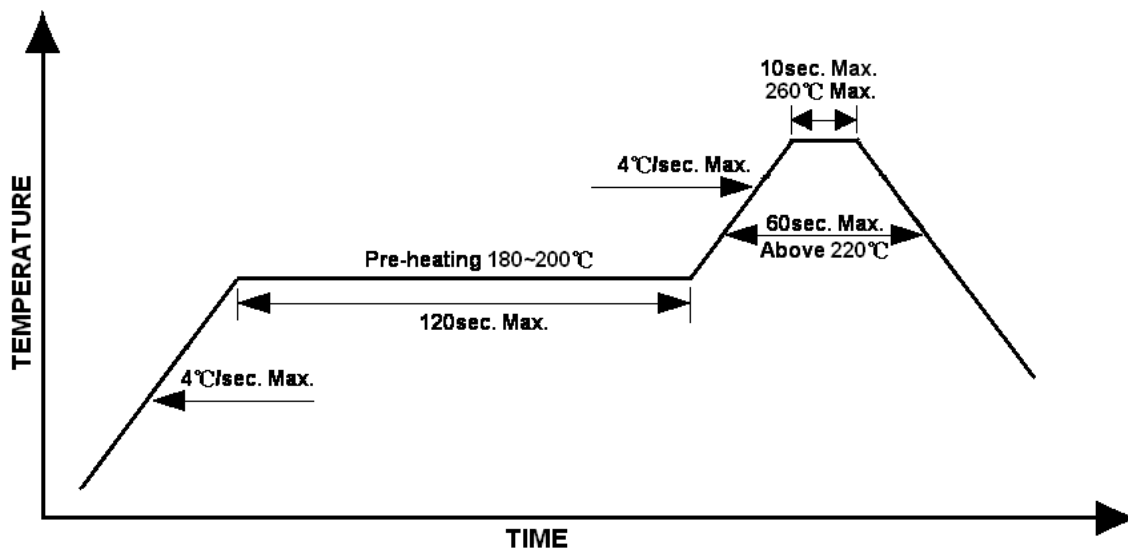 10sec. Max.
260℃ Max.
4℃/sec. Max.
60sec. Max.
Above 220℃
Pre-heating 180~200℃
120sec. Max.
4℃/sec. Max.
TEMPERATURE
TIME